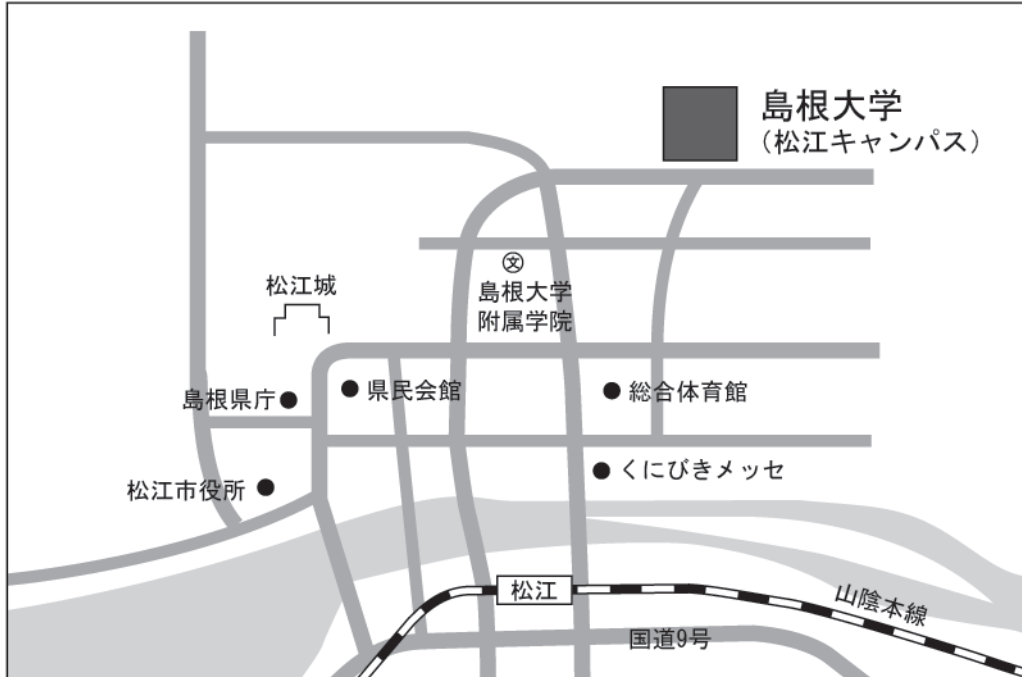 島根大学
(松江キャンパス)
文
島根大学
附属学院
松江城
島根県庁
県民会館
総合体育館
松江市役所
くにびきメッセ
松江
山陰本線
国道9号